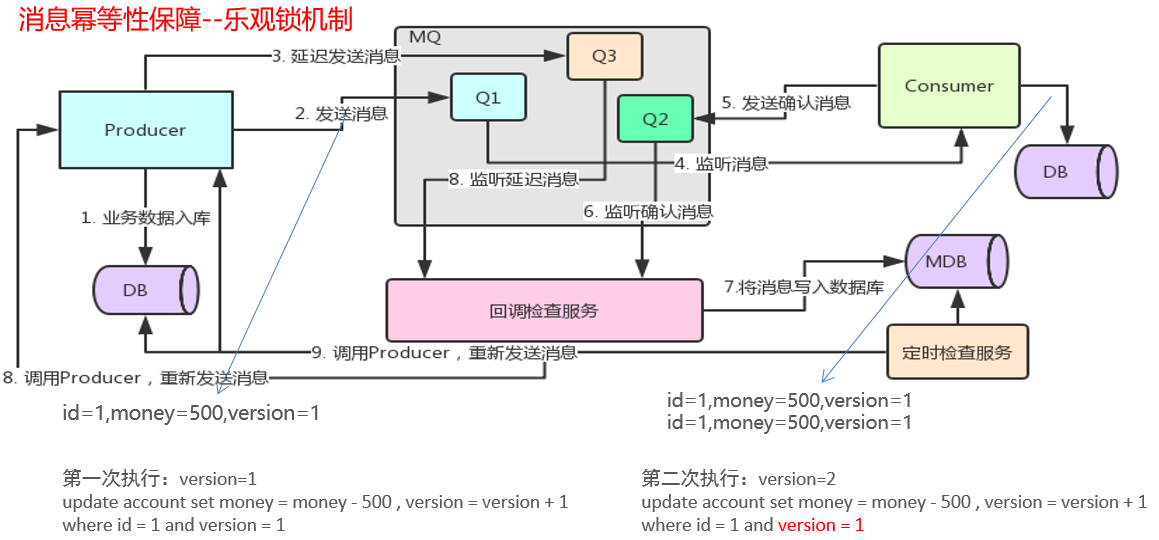 消息幂等性保障--乐观锁机制
MQ
3. 延迟发送消息
Q3
Consumer
Q1
5. 发送确认消息
2. 发送消息
Q2
Producer
4. 监听消息
DB
8. 监听延迟消息
6. 监听确认消息
1. 业务数据入库
MDB
DB
7.将消息写入数据库
回调检查服务
9. 调用Producer，重新发送消息
定时检查服务
8. 调用Producer，重新发送消息
id=1,money=500,version=1
id=1,money=500,version=1
id=1,money=500,version=1
第一次执行：version=1
update account set money = money - 500 , version = version + 1
where id = 1 and version = 1
第二次执行：version=2
update account set money = money - 500 , version = version + 1
where id = 1 and version = 1